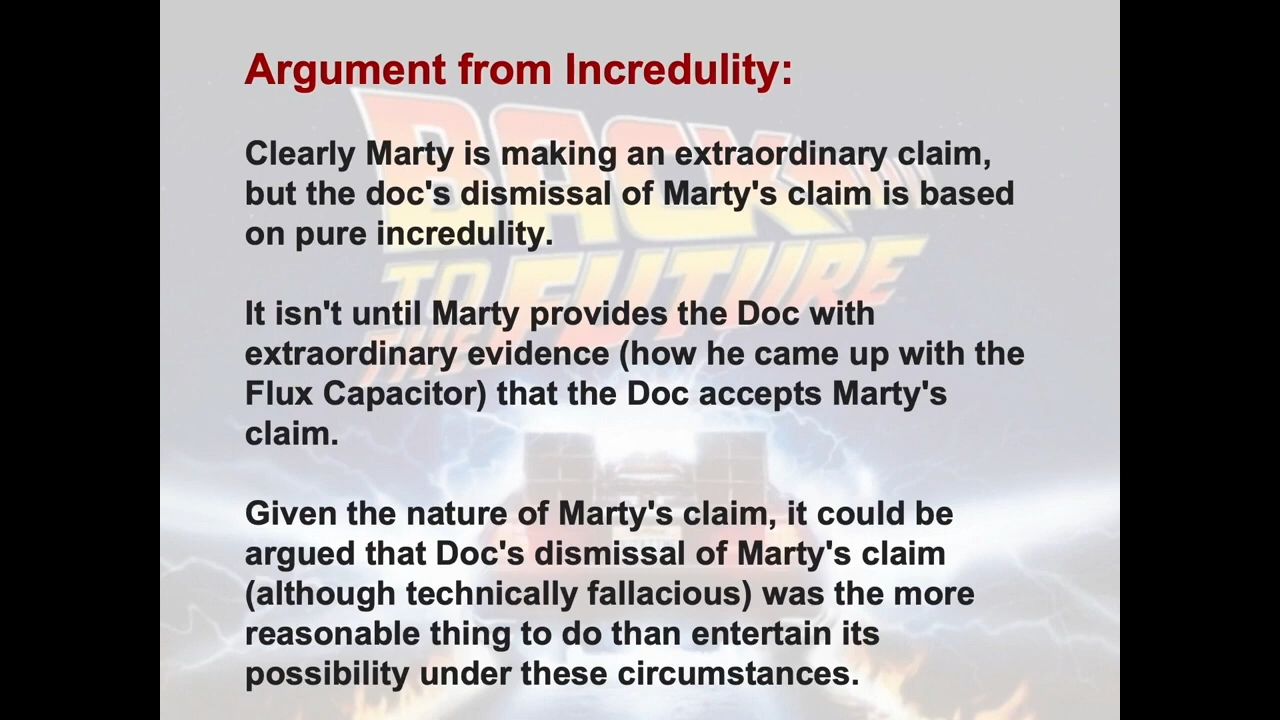 Argument from Incredulity:
Clearly Marty is making an extraordinary claim,
but the doc's dismissal of Marty's claim is based
on pure incredulity.
It isn't until Marty provides the Doc with
extraordinary evidence (how he came up with the
Flux Capacitor) that the Doc accepts Marty's
claim.
Given the nature of Marty's claim, it could be
argued that Doc's dismissal of Marty's claim
(although technically fallacious) was the more
reasonable thing to do than entertain its
possibility under these circumstances.
BACK
TO THE FUTURE